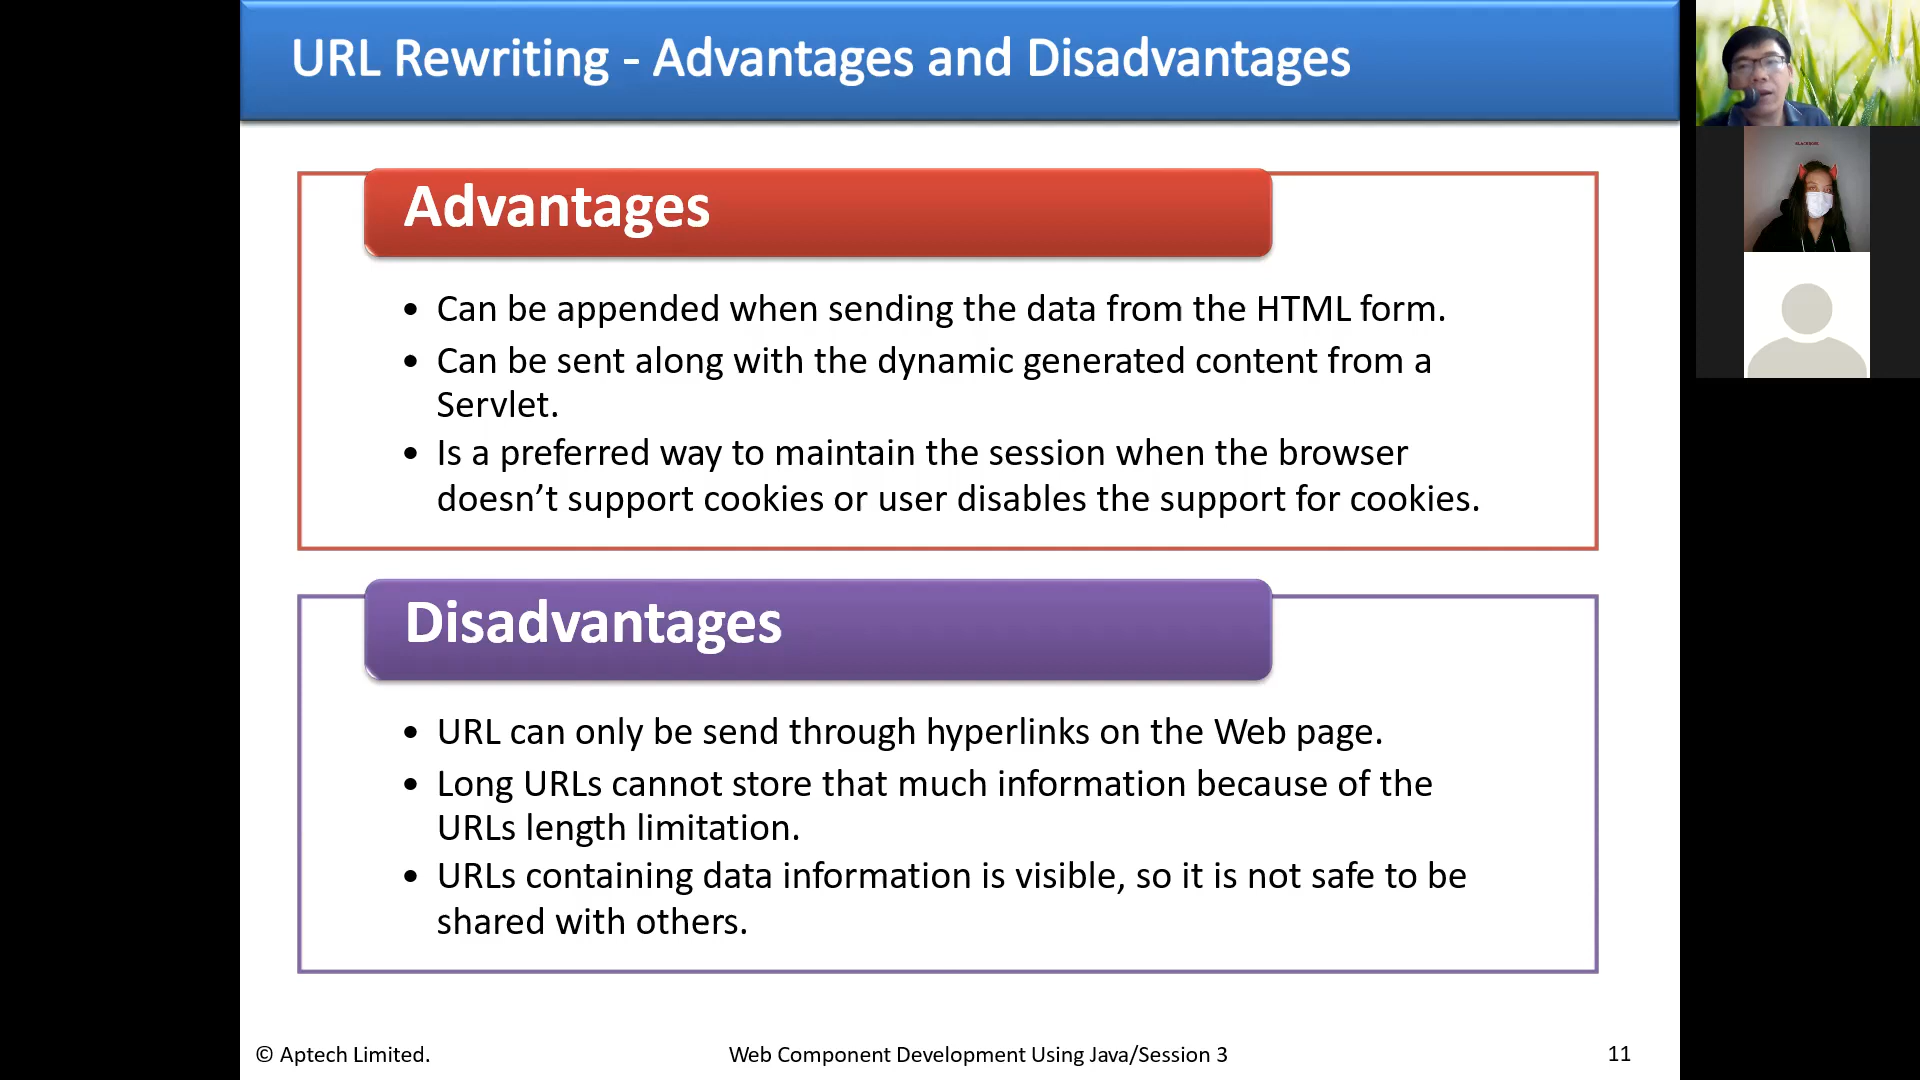 URL Rewriting - Advantages and Disadvantages
Advantages
• Can be appended when sending the data from the HTML form.
• Can be sent along with the dynamic generated content from a
Servlet.
• Is a preferred way to maintain the session when the browser
doesn’t support cookies or user disables the support for cookies.
Disadvantages
• URL can only be send through hyperlinks on the Web page.
• Long URLs cannot store that much information because of the
URLs length limitation.
• URLs containing data information is visible, so it is not safe to be
shared with others.
© Aptech Limited.
Web Component Development Using Java/Session 3
11